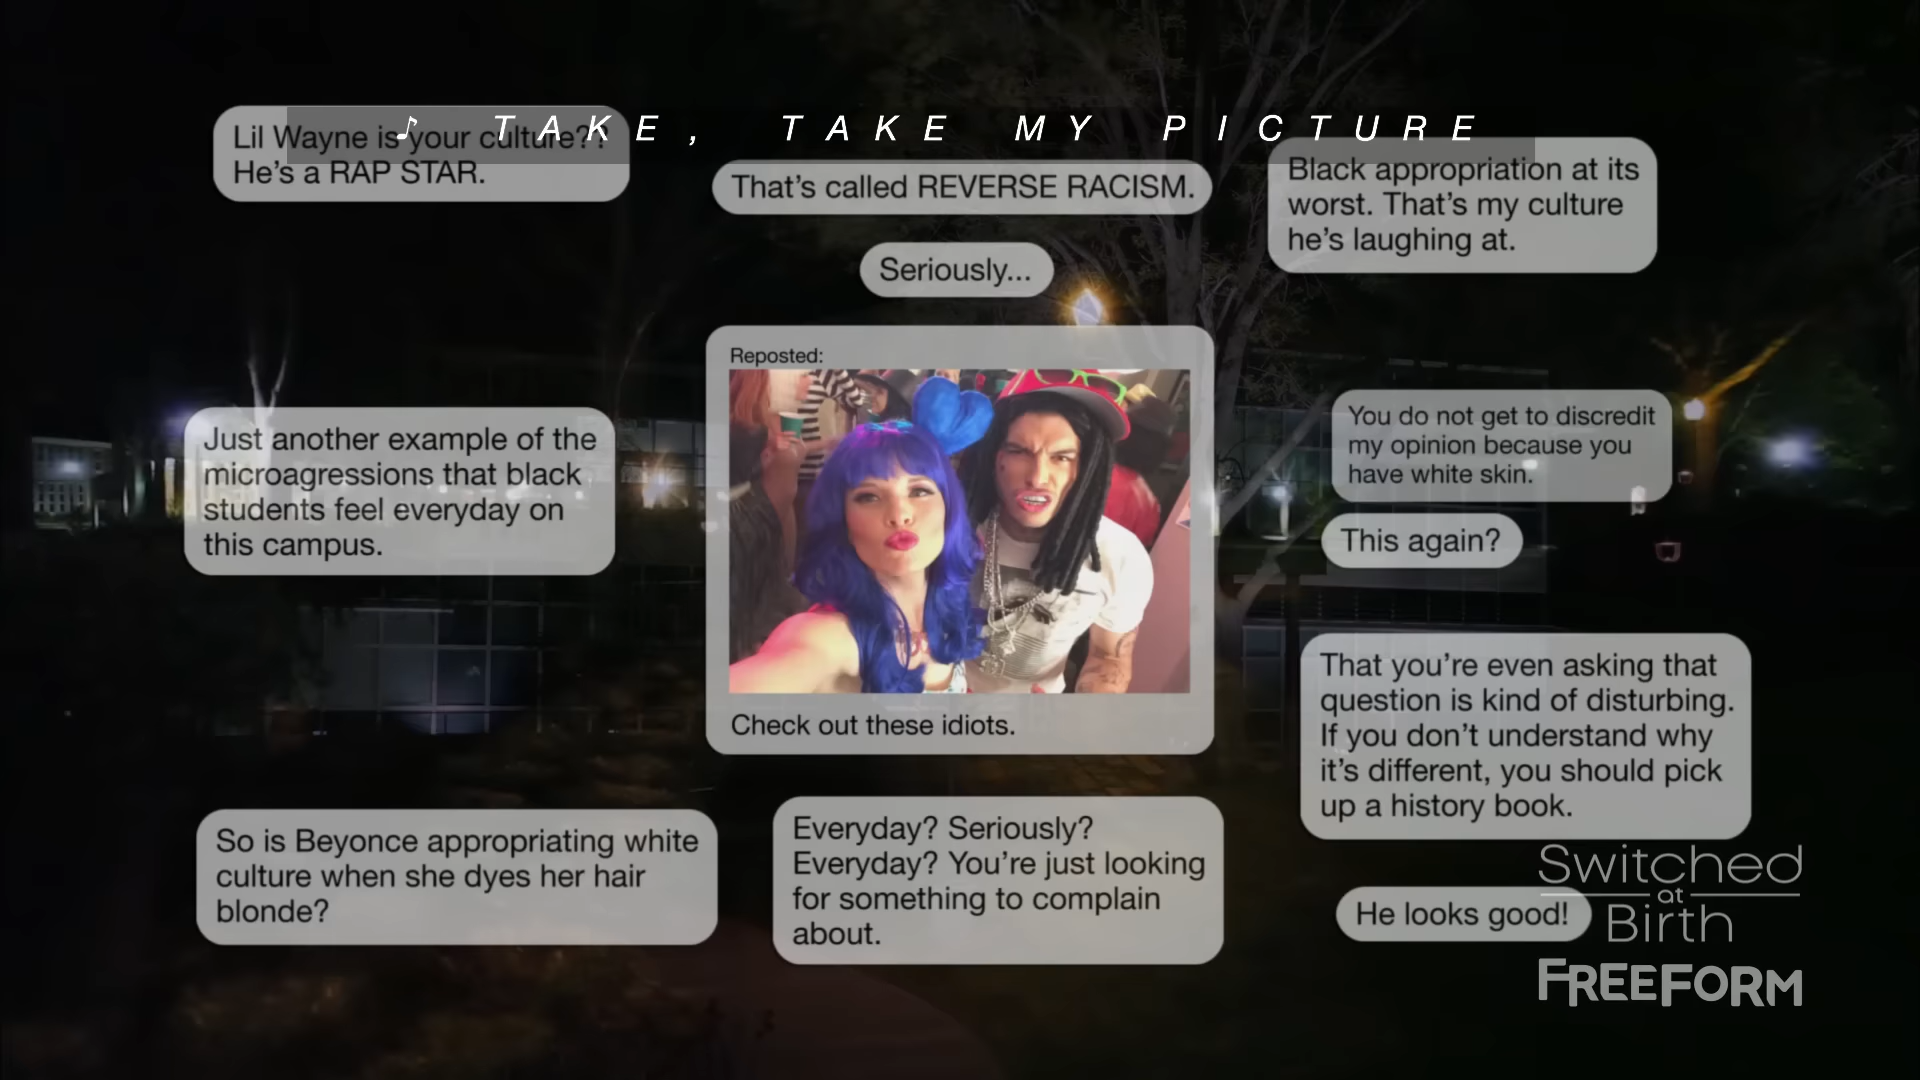 ♪ TAKE, TAKE MY PICTURE
Lil Wayne is your culture??
He's a RAP STAR.
That's called REVERSE RACISM.
Black appropriation at its
worst. That's my culture
he's laughing at.
Seriously...
Reposted:
Check out these idiots.
Just another example of the
microagressions that black
students feel everyday on
this campus.
You do not get to discredit
my opinion because you
have white skin.
This again?
That you're even asking that
question is kind of disturbing.
If you don't understand why
it's different, you should pick
up a history book.
So is Beyonce appropriating white
culture when she dyes her hair
blonde?
Everyday? Seriously?
Everyday? You're just looking
for something to complain
about.
He looks good!
Switched
at
Birth
FREEFORM